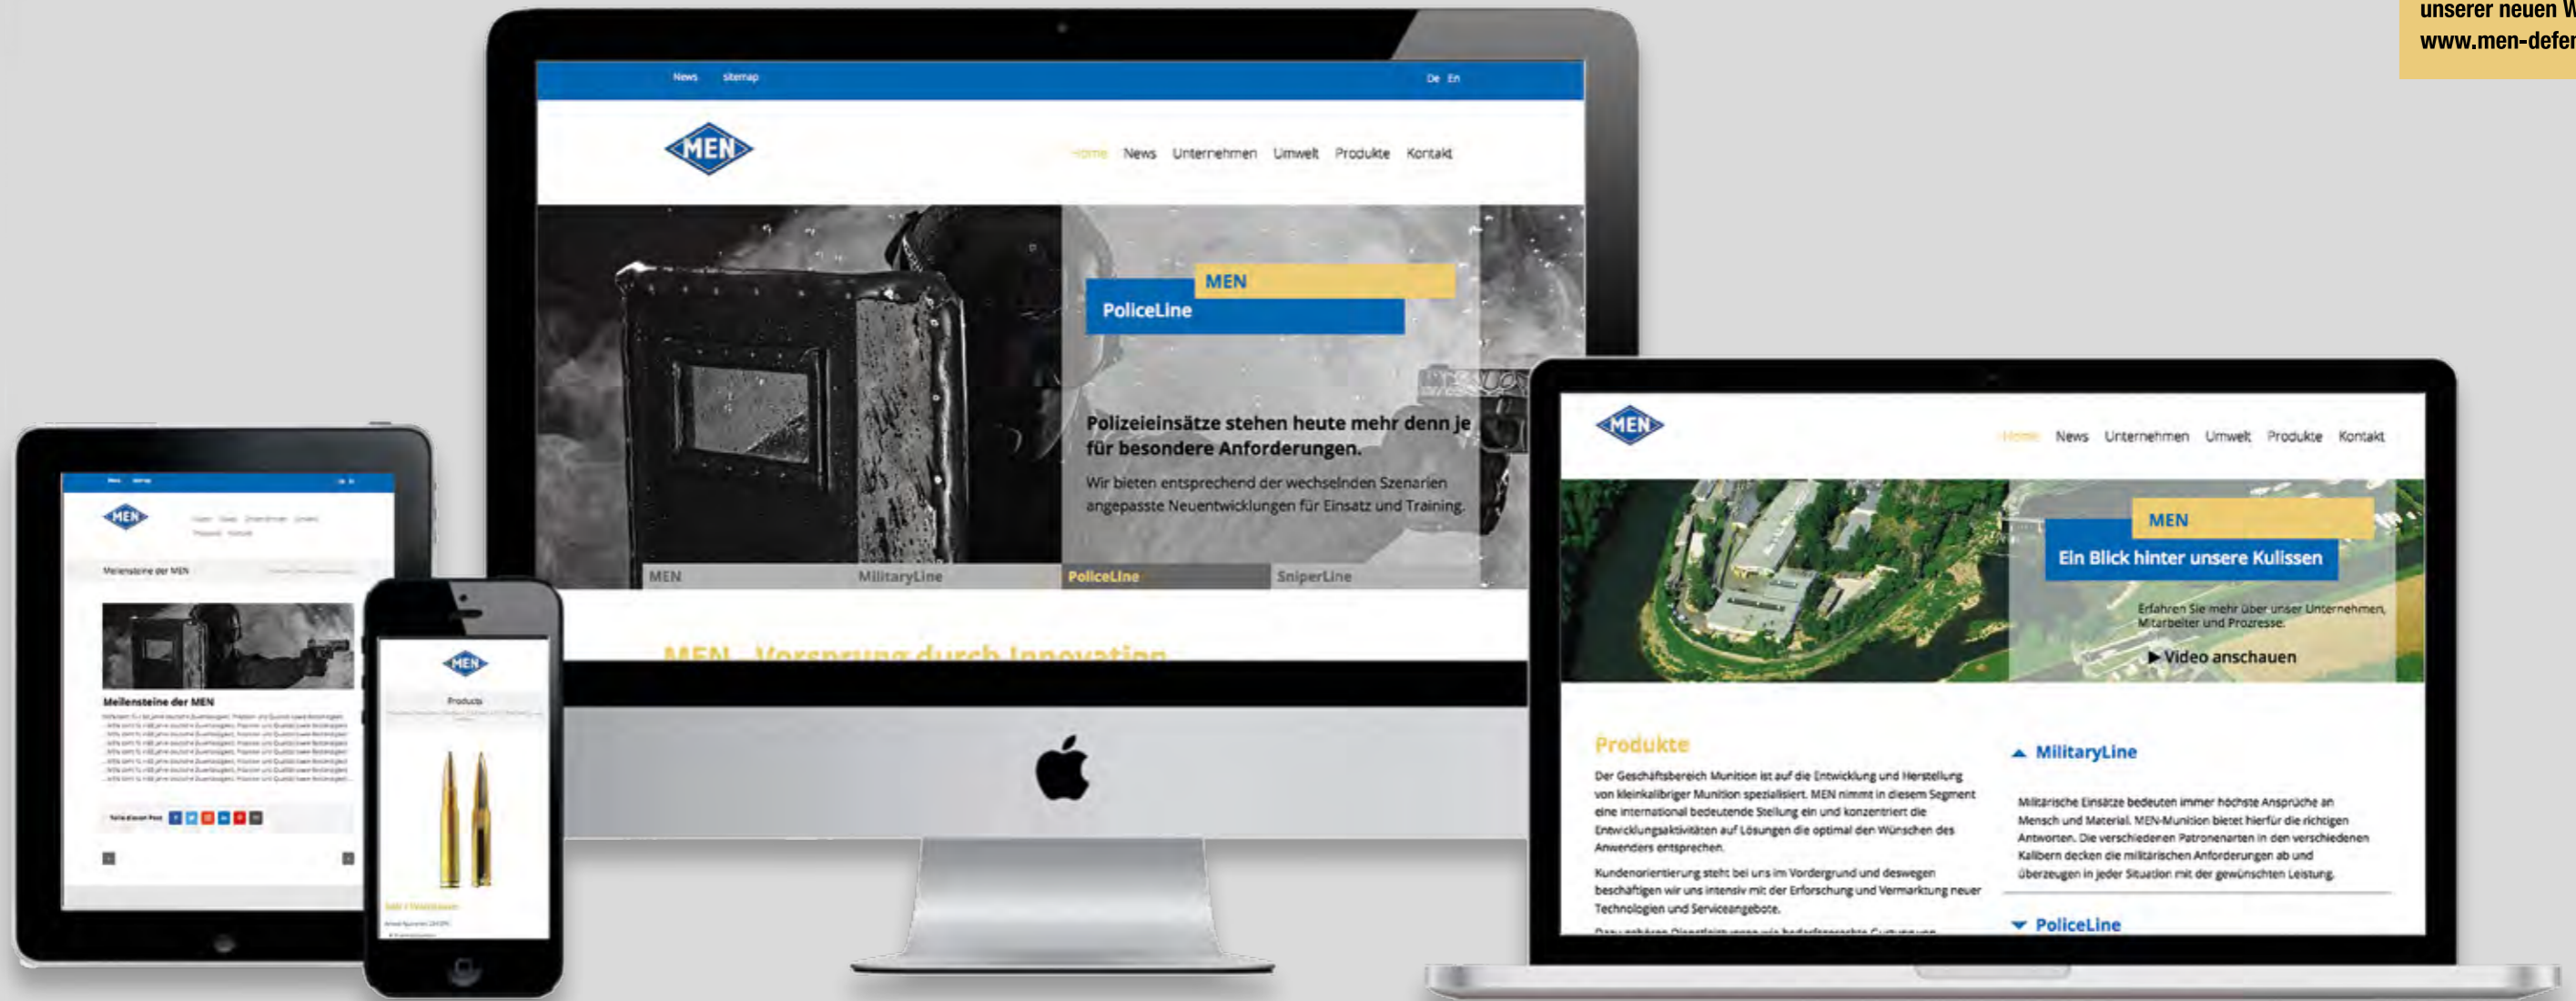 unserer neuen W
www.men-defen
News sitemap De En
MEN
Home News Unternehmen Umwelt Produkte Kontakt
MEN
PoliceLine
Polizeieinsätze stehen heute mehr denn je
für besondere Anforderungen.
Wir bieten entsprechend der wechselnden Szenarien
angepasste Neuentwicklungen für Einsatz und Training.
MEN MilitaryLine PoliceLine SniperLine
MEN - Vorsprung durch Innovation
MEN
Meilensteine der MEN
Meilensteine der MEN
Teile diesen Post
MEN
Products
MEN
Home News Unternehmen Umwelt Produkte Kontakt
MEN
Ein Blick hinter unsere Kulissen
Erfahren Sie mehr über unser Unternehmen,
Mitarbeiter und Prozresse.
Video anschauen
Produkte
Der Geschäftsbereich Munition ist auf die Entwicklung und Herstellung
von kleinkalibriger Munition spezialisiert. MEN nimmt in diesem Segment
eine international bedeutende Stellung ein und konzentriert die
Entwicklungsaktivitäten auf Lösungen die optimal den Wünschen des
Anwenders entsprechen.
Kundenorientierung steht bei uns im Vordergrund und deswegen
beschäftigen wir uns intensiv mit der Erforschung und Vermarktung neuer
Technologien und Serviceangebote.
MilitaryLine
Militärische Einsätze bedeuten immer höchste Ansprüche an
Mensch und Material. MEN-Munition bietet hierfür die richtigen
Antworten. Die verschiedenen Patronenarten in den verschiedenen
Kalibern decken die militärischen Anforderungen ab und
überzeugen in jeder Situation mit der gewünschten Leistung.
PoliceLine